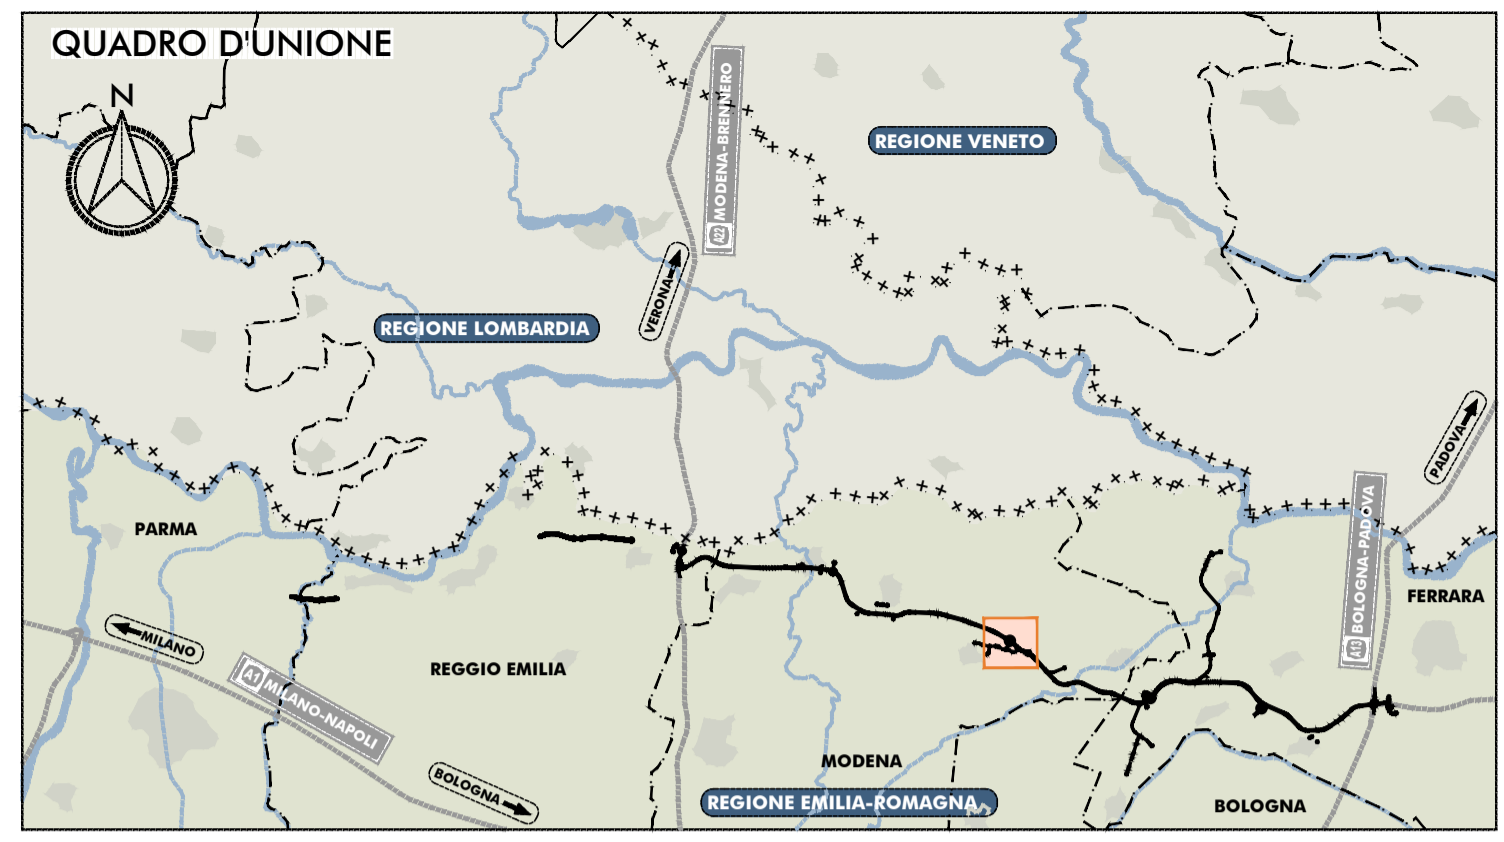 QUADRO D'UNIONE
N
A22 MODENA-BRENNERO
REGIONE VENETO
VERONA
REGIONE LOMBARDIA
PADOVA
PARMA
A13 BOLOGNA-PADOVA
FERRARA
MILANO
REGGIO EMILIA
A1 MILANO-NAPOLI
MODENA
BOLOGNA
REGIONE EMILIA-ROMAGNA
BOLOGNA